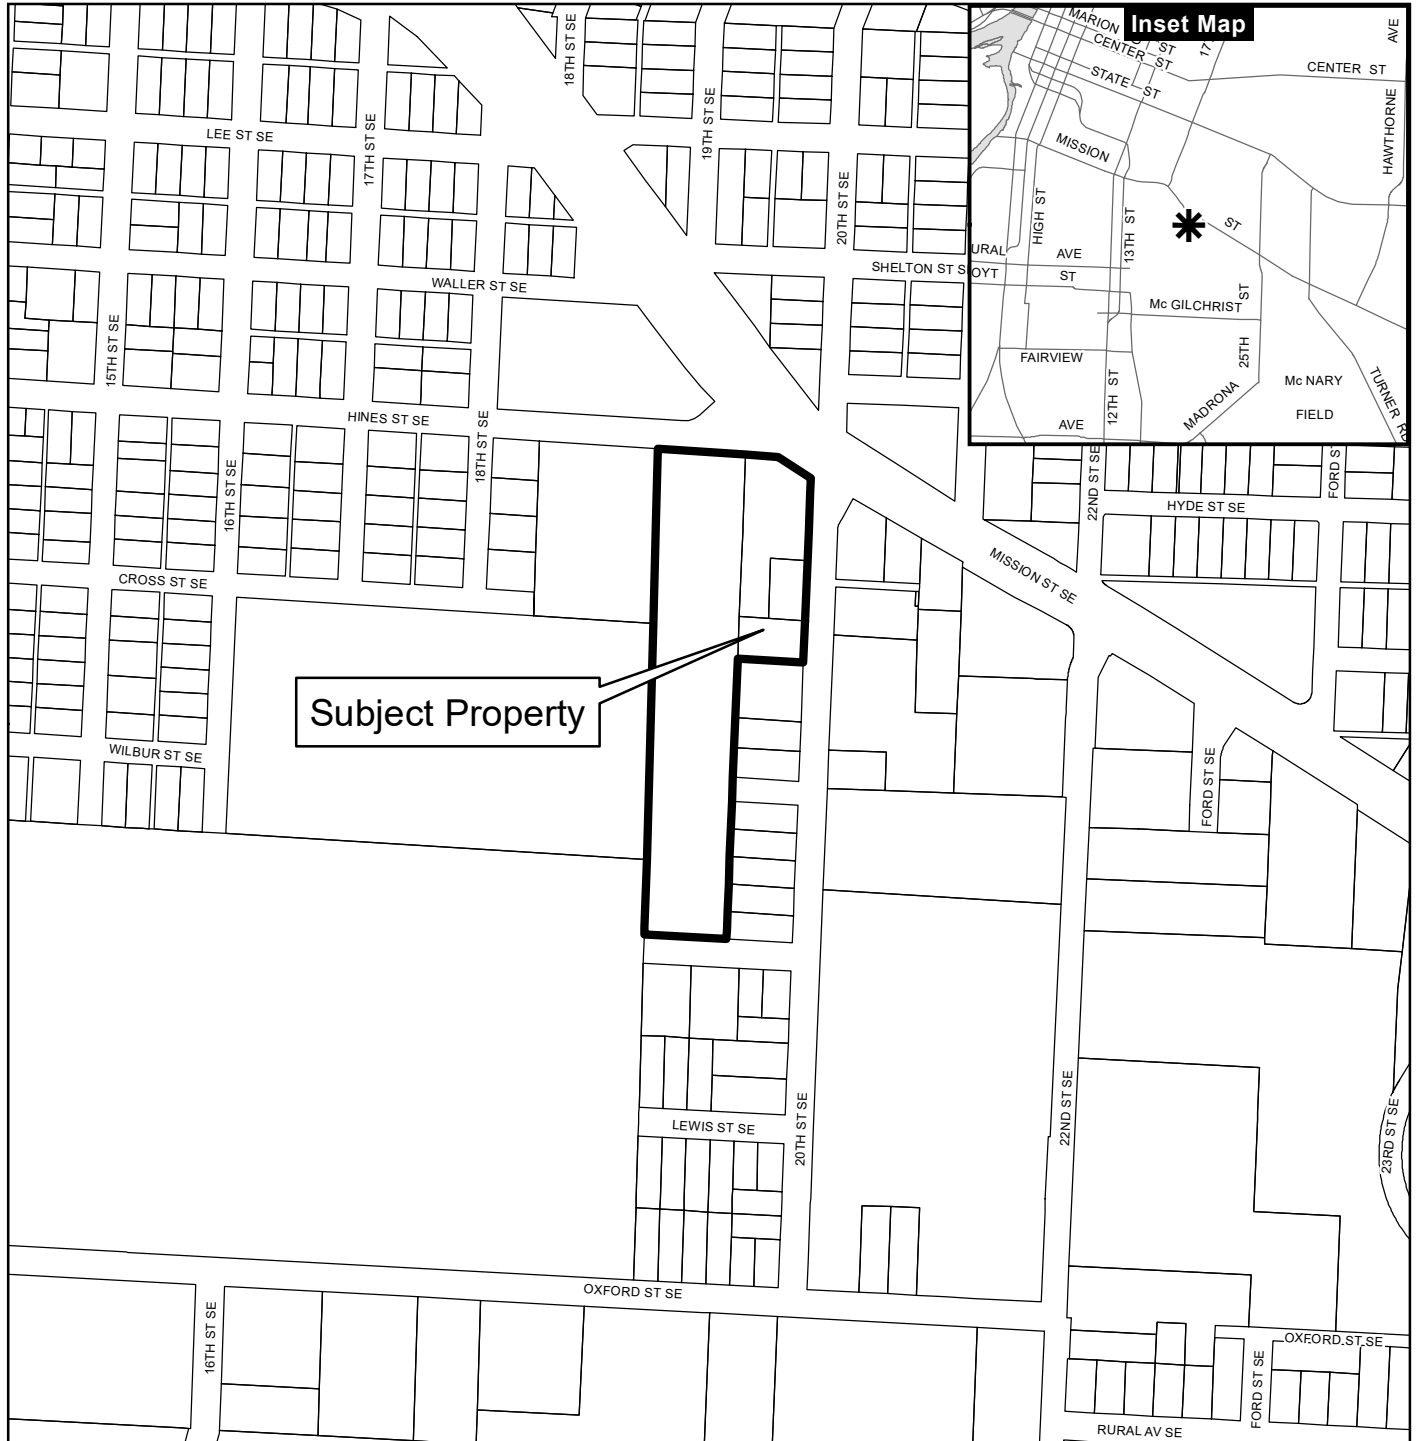 Inset Map
MARION ST
CENTER ST
STATE ST
17
CENTER ST
AVE
HAWTHORNE
MISSION
ST
HIGH ST
13TH ST
URAL AVE
OYT ST
Mc GILCHRIST
ST
25TH
FAIRVIEW
AVE
12TH ST
MADRONA
Mc NARY
FIELD
TURNER RD
18TH ST SE
19TH ST SE
17TH ST SE
LEE ST SE
20TH ST SE
SHELTON ST S
WALLER ST SE
15TH ST SE
HINES ST SE
18TH ST SE
16TH ST SE
22ND ST SE
FORD S
HYDE ST SE
MISSION ST SE
CROSS ST SE
Subject Property
WILBUR ST SE
FORD ST SE
20TH ST SE
22ND ST SE
23RD ST SE
LEWIS ST SE
OXFORD ST SE
16TH ST SE
OXFORD ST SE
FORD ST SE
RURAL AV SE